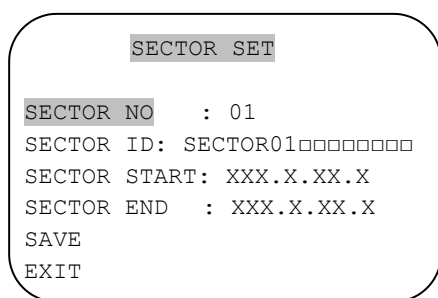 SECTOR SET
SECTOR NO : 01
SECTOR ID: SECTOR01□□□□□□□□
SECTOR START: XXX.X.XX.X
SECTOR END : XXX.X.XX.X
SAVE
EXIT